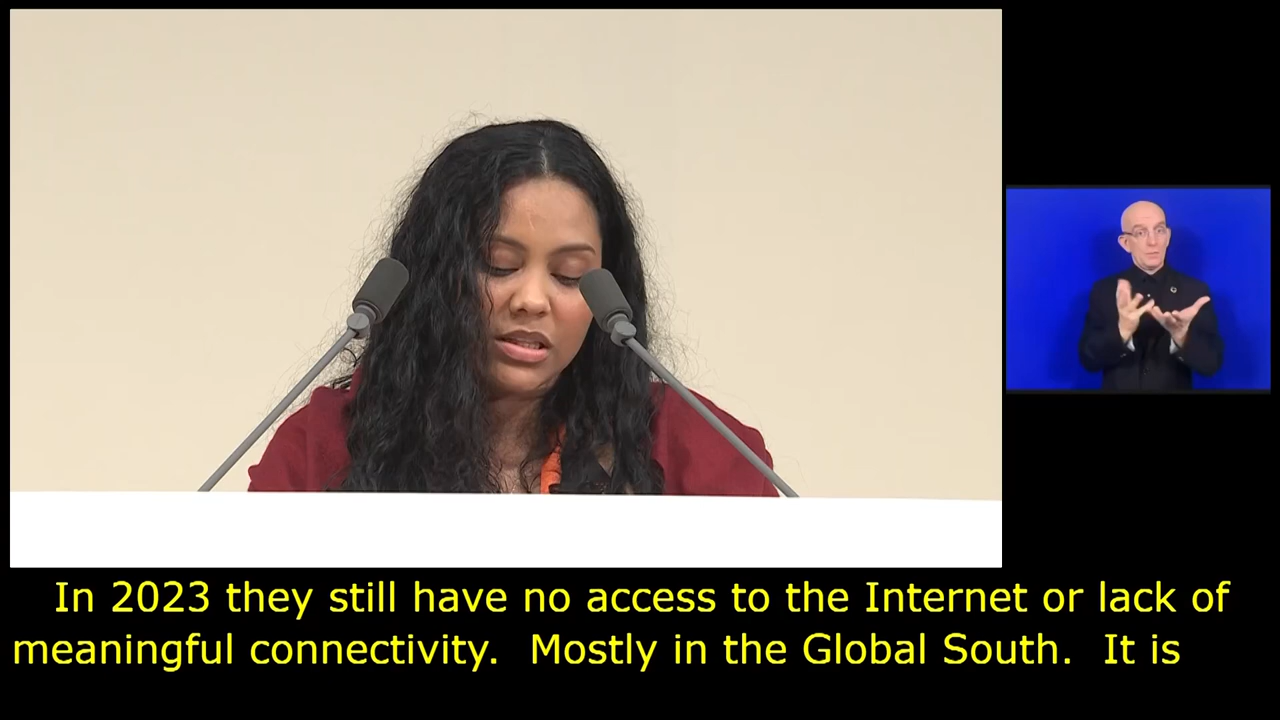 In 2023 they still have no access to the Internet or lack of
meaningful connectivity.  Mostly in the Global South.  It is